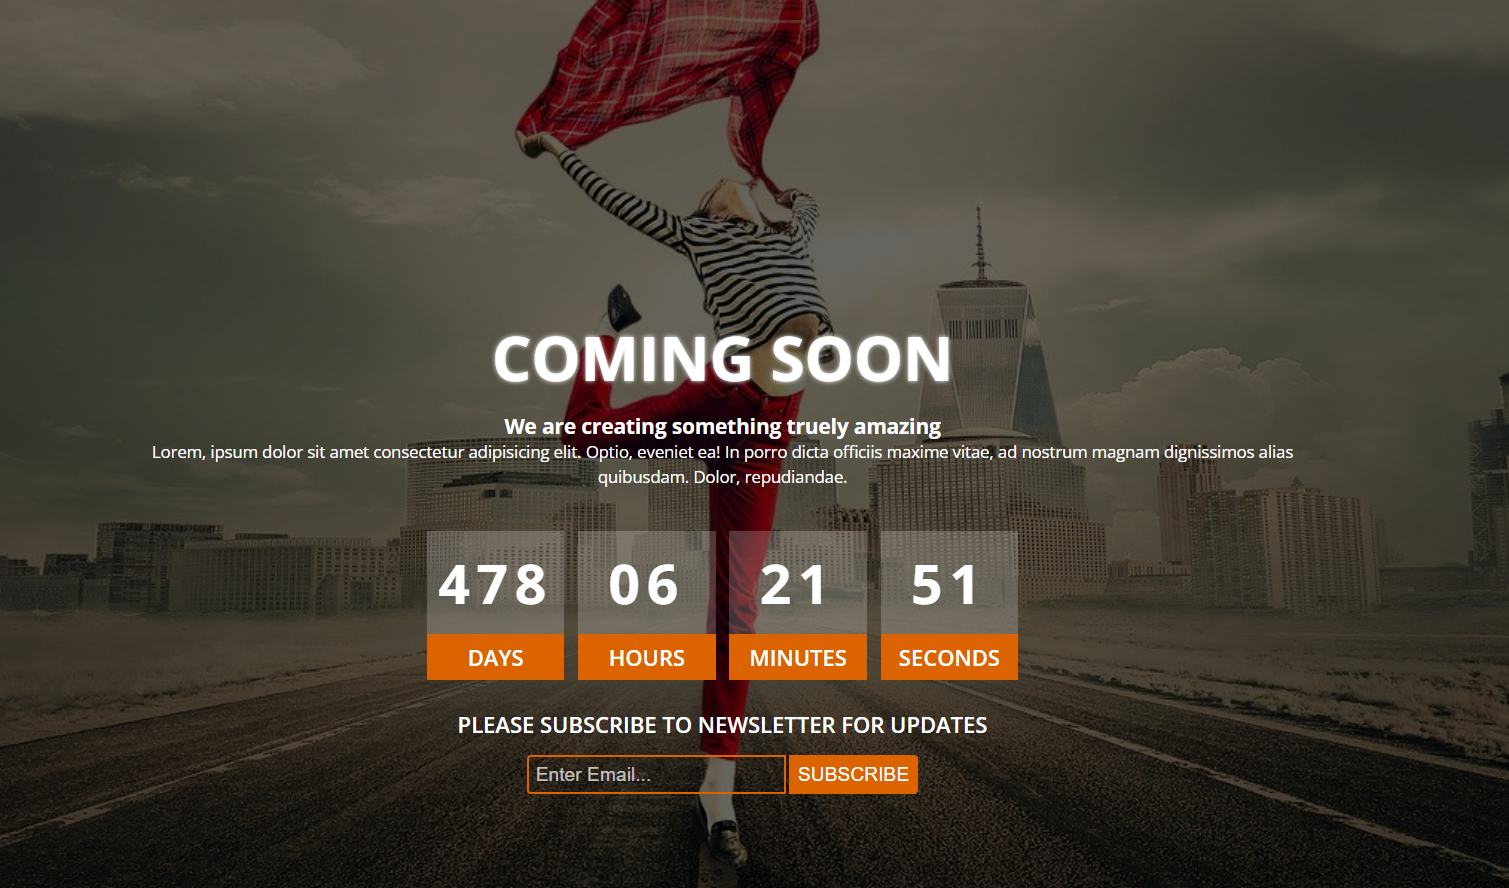 COMING SOON
We are creating something truely amazing
Lorem, ipsum dolor sit amet consectetur adipisicing elit. Optio, eveniet ea! In porro dicta officiis maxime vitae, ad nostrum magnam dignissimos alias
quibusdam. Dolor, repudiandae.
478 06 21 51
DAYS HOURS MINUTES SECONDS
PLEASE SUBSCRIBE TO NEWSLETTER FOR UPDATES
Enter Email... SUBSCRIBE